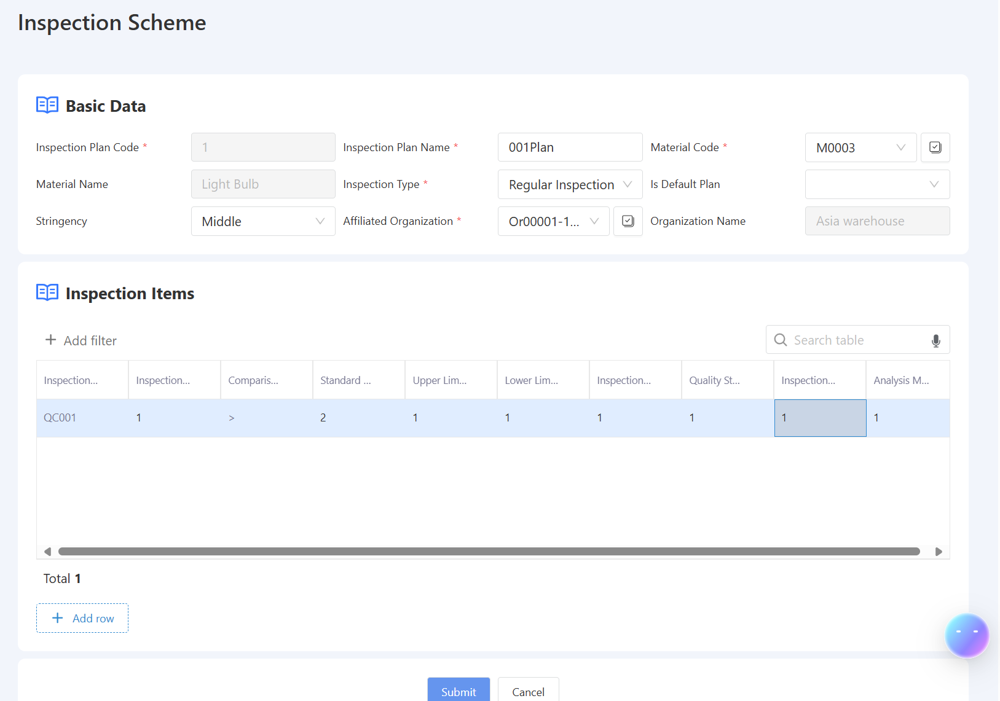 Inspection Scheme
Basic Data
Inspection Plan Code * 1 Inspection Plan Name * 001Plan Material Code * M0003
Material Name Light Bulb Inspection Type * Regular Inspection Is Default Plan
Stringency Middle Affiliated Organization * Or00001-1... Organization Name Asia warehouse
Inspection Items
+ Add filter Search table
Inspection... Inspection... Comparis... Standard ... Upper Lim... Lower Lim... Inspection... Quality St... Inspection... Analysis M...
QC001 1 > 2 1 1 1 1 1 1
Total 1
+ Add row
Submit Cancel